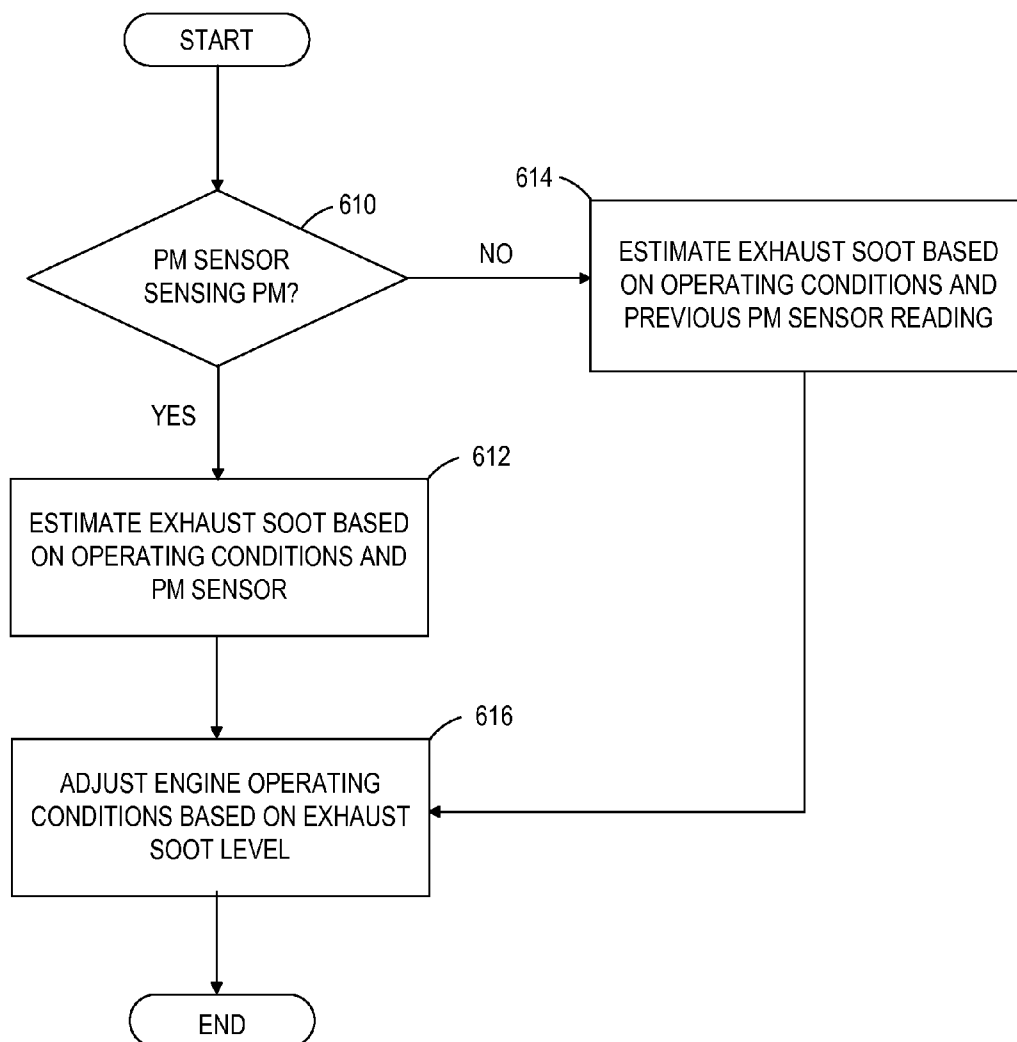 START
610
PM SENSOR
SENSING PM?
NO
614
ESTIMATE EXHAUST SOOT BASED
ON OPERATING CONDITIONS AND
PREVIOUS PM SENSOR READING
YES
612
ESTIMATE EXHAUST SOOT BASED
ON OPERATING CONDITIONS AND
PM SENSOR
616
ADJUST ENGINE OPERATING
CONDITIONS BASED ON EXHAUST
SOOT LEVEL
END